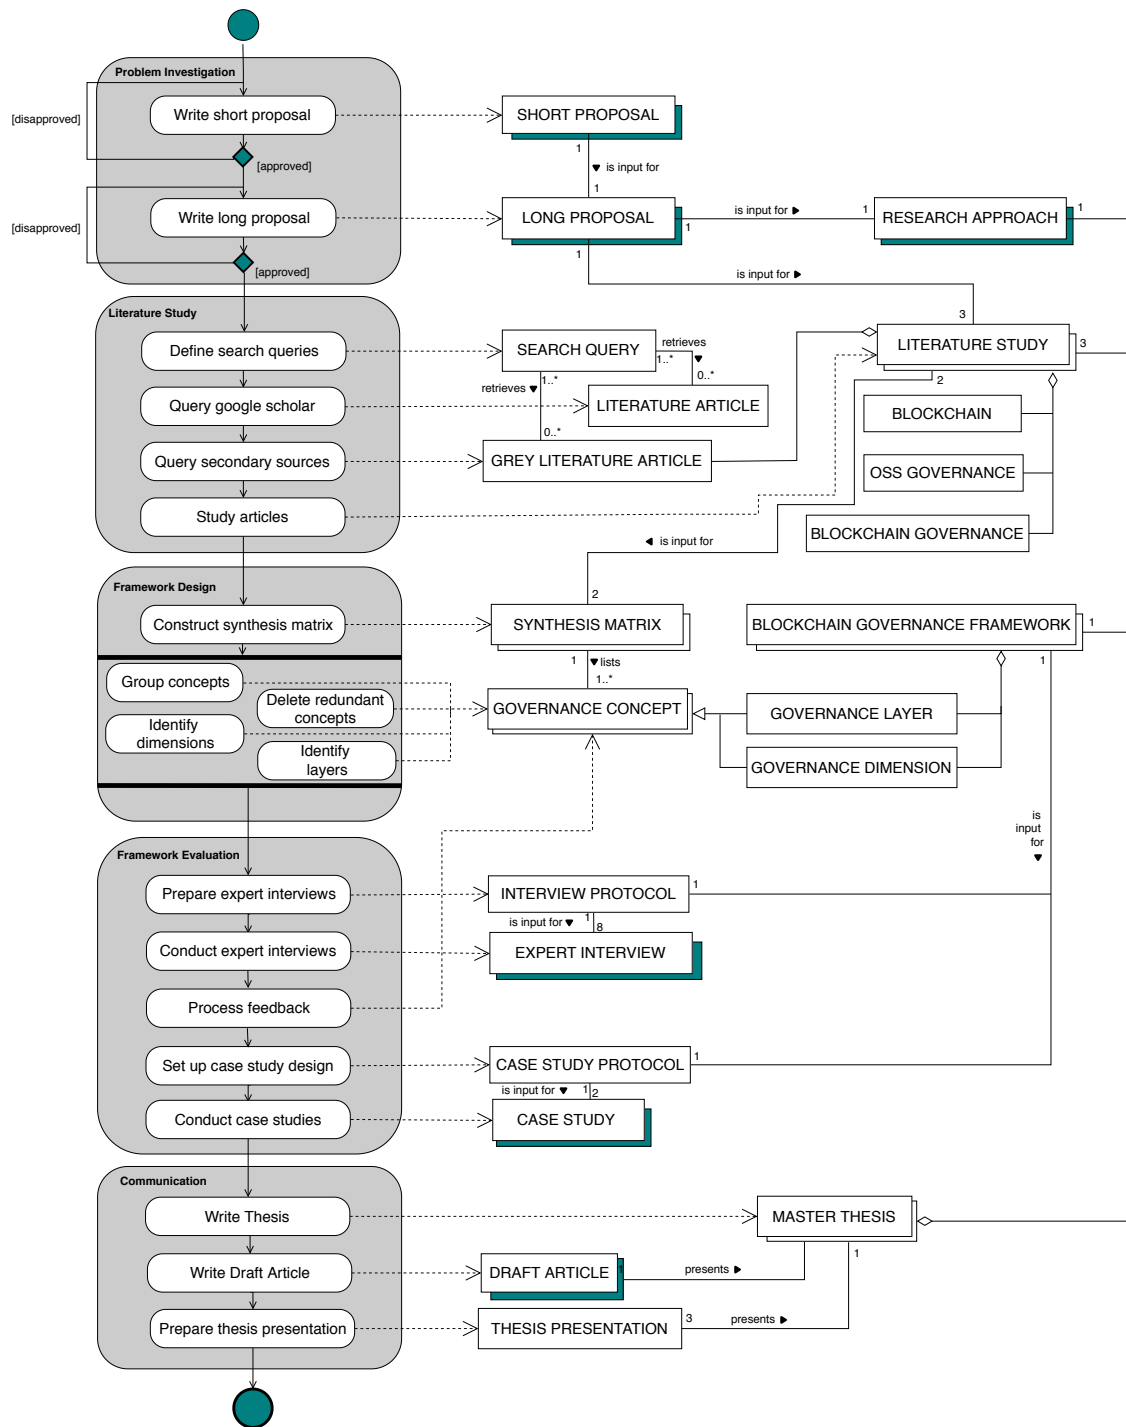 Problem Investigation
[disapproved]
Write short proposal
SHORT PROPOSAL
1
[approved]
is input for
1
[disapproved]
Write long proposal
LONG PROPOSAL
1
is input for
1
RESEARCH APPROACH
1
1
[approved]
is input for
3
Literature Study
Define search queries
SEARCH QUERY
retrieves
1..*
LITERATURE STUDY
3
1..*
retrieves
0..*
2
Query google scholar
LITERATURE ARTICLE
BLOCKCHAIN
0..*
Query secondary sources
GREY LITERATURE ARTICLE
OSS GOVERNANCE
Study articles
BLOCKCHAIN GOVERNANCE
is input for
Framework Design
2
Construct synthesis matrix
SYNTHESIS MATRIX
BLOCKCHAIN GOVERNANCE FRAMEWORK
1
1
lists
1
1..*
Group concepts
Delete redundant
concepts
GOVERNANCE CONCEPT
GOVERNANCE LAYER
Identify
dimensions
Identify
layers
GOVERNANCE DIMENSION
is
input
for
Framework Evaluation
Prepare expert interviews
INTERVIEW PROTOCOL
1
is input for
1
8
Conduct expert interviews
EXPERT INTERVIEW
Process feedback
Set up case study design
CASE STUDY PROTOCOL
1
is input for
1
2
Conduct case studies
CASE STUDY
Communication
Write Thesis
MASTER THESIS
1
Write Draft Article
DRAFT ARTICLE
1
presents
Prepare thesis presentation
THESIS PRESENTATION
3
presents